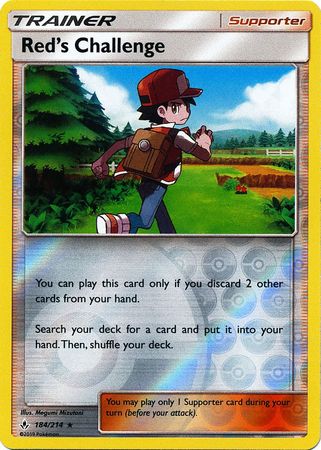 TRAINER
Supporter
Red's Challenge
You can play this card only if you discard 2 other
cards from your hand.
Search your deck for a card and put it into your
hand. Then, shuffle your deck.
Illus. Megumi Mizutani
184/214 ★
©2019 Pokémon
You may play only 1 Supporter card during your
turn (before your attack).